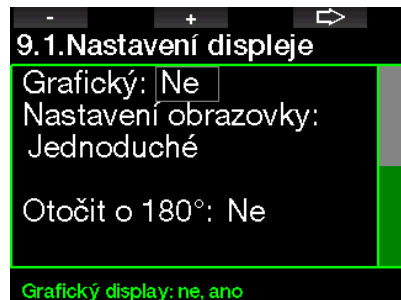 - +
9.1.Nastavení displeje
Grafický: Ne
Nastavení obrazovky:
Jednoduché
Otočit o 180°: Ne
Grafický display: ne, ano